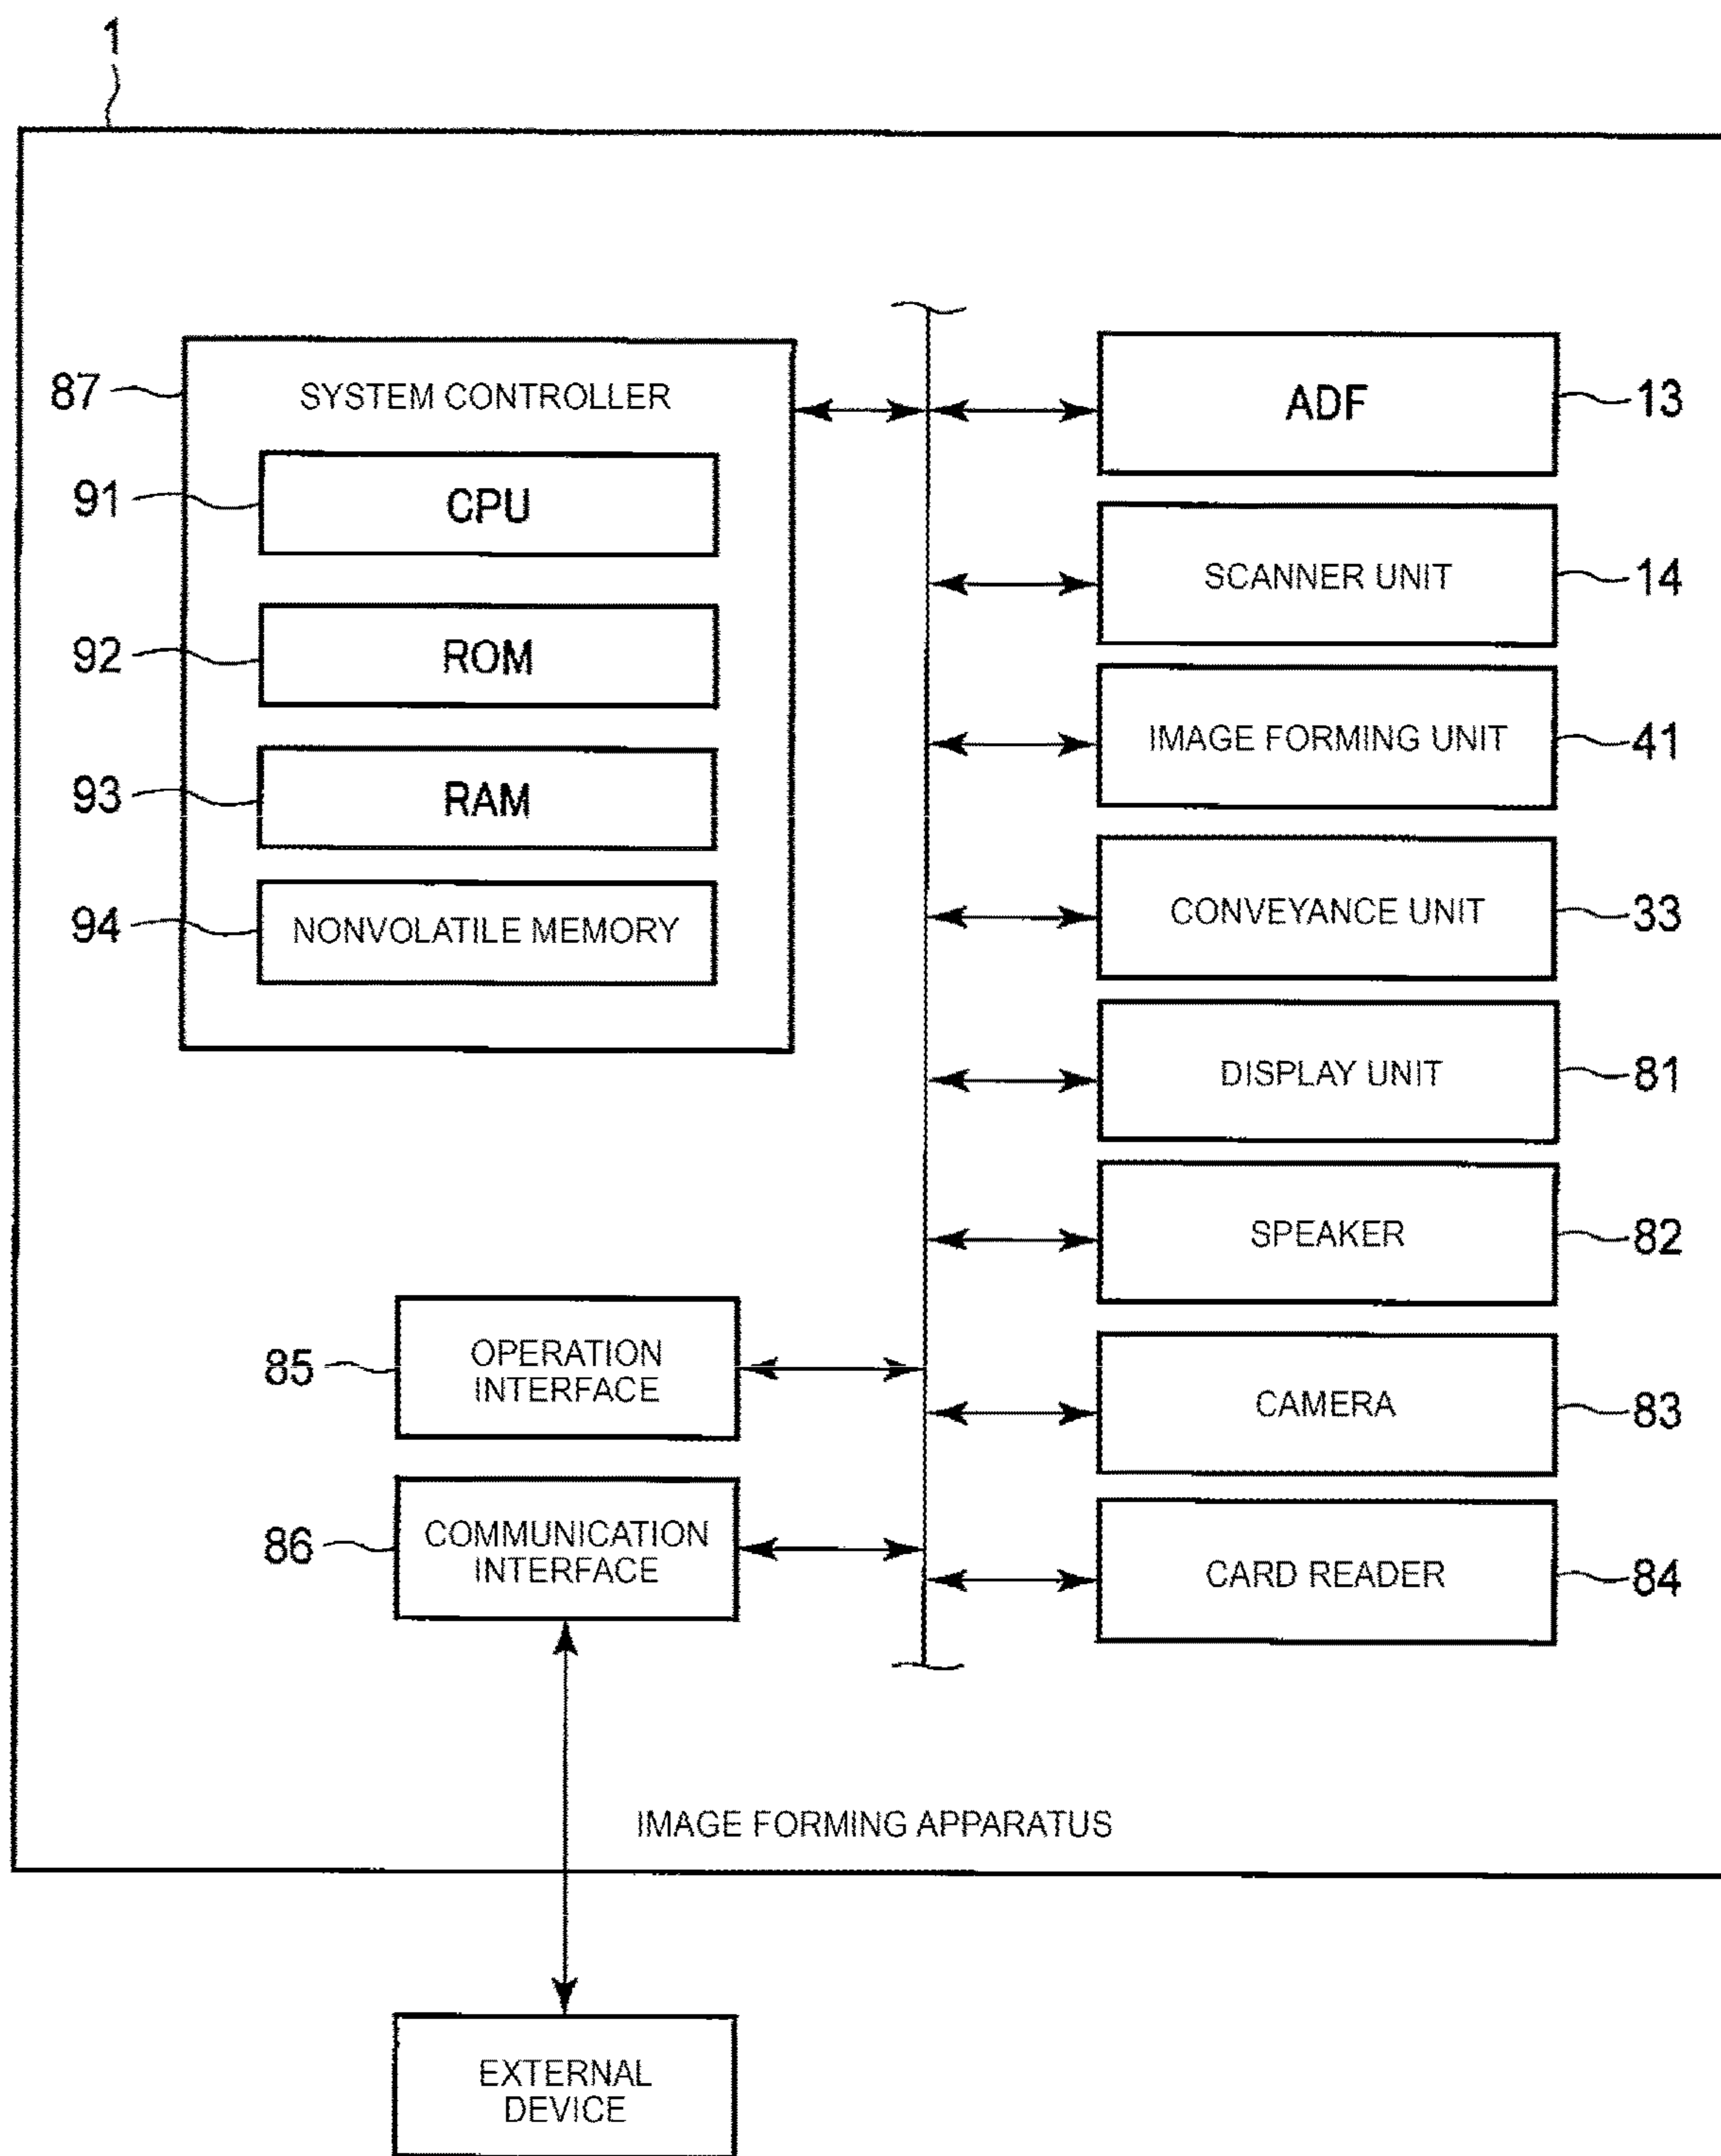 1
87
SYSTEM CONTROLLER
91
CPU
92
ROM
93
RAM
94
NONVOLATILE MEMORY
ADF
13
SCANNER UNIT
14
IMAGE FORMING UNIT
41
CONVEYANCE UNIT
33
DISPLAY UNIT
81
SPEAKER
82
85
OPERATION
INTERFACE
CAMERA
83
86
COMMUNICATION
INTERFACE
CARD READER
84
IMAGE FORMING APPARATUS
EXTERNAL
DEVICE